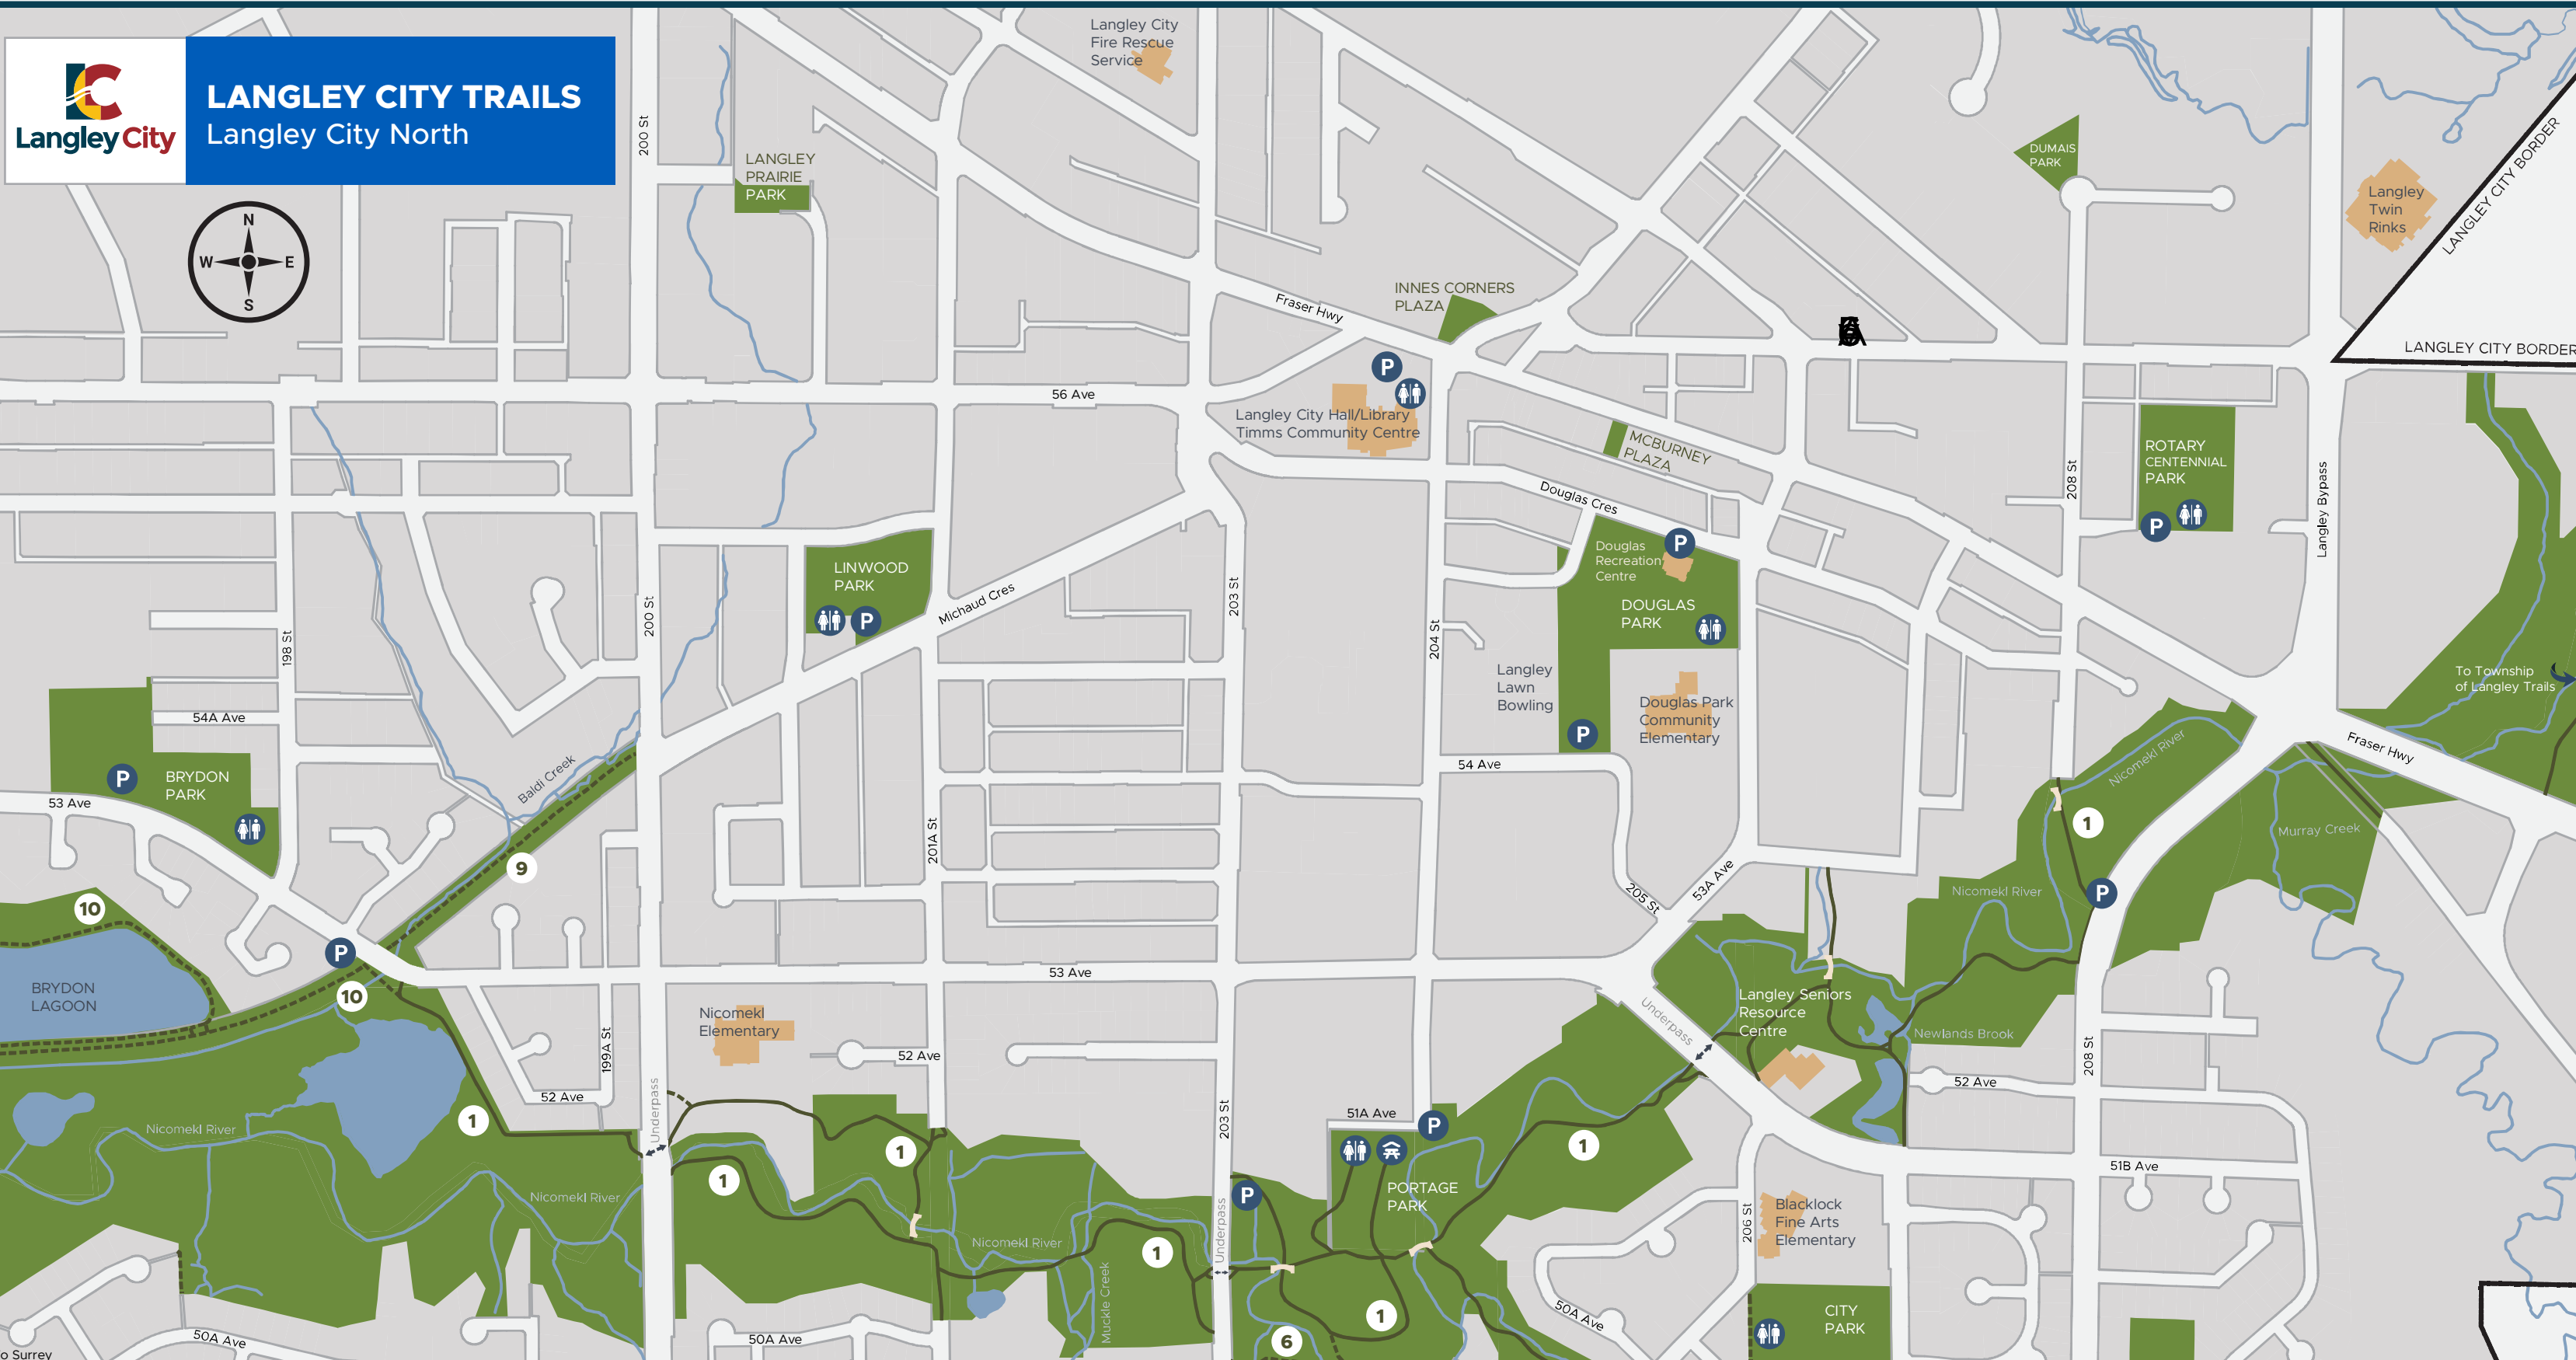 LANGLEY CITY TRAILS
Langley City North
LangleyCity
N
W
E
S
200 St
LANGLEY
PRAIRIE
PARK
Langley City
Fire Rescue
Service
DUMAIS
PARK
Langley
Twin
Rinks
LANGLEY CITY BORDER
LANGLEY CITY BORDER
Fraser Hwy
INNES CORNERS
PLAZA
P
56 Ave
Langley City Hall/Library
Timms Community Centre
MCBURNEY
PLAZA
ROTARY
CENTENNIAL
PARK
P
208 St
Langley Bypass
Douglas Cres
Douglas
Recreation
Centre
P
DOUGLAS
PARK
LINWOOD
PARK
P
Michaud Cres
203 St
204 St
200 St
198 St
Langley
Lawn
Bowling
P
Douglas Park
Community
Elementary
To Township
of Langley Trails
54A Ave
P
BRYDON
PARK
53 Ave
Baldi Creek
9
201A St
54 Ave
205 St
53A Ave
Nicomekl River
Fraser Hwy
1
Murray Creek
Nicomekl River
P
10
P
10
BRYDON
LAGOON
53 Ave
Langley Seniors
Resource
Centre
Underpass
Newlands Brook
Nicomekl
Elementary
199A St
52 Ave
52 Ave
52 Ave
208 St
Underpass
203 St
51A Ave
P
1
Nicomekl River
1
1
1
1
PORTAGE
PARK
P
Nicomekl River
Nicomekl River
1
Underpass
Muckle Creek
51B Ave
206 St
Blacklock
Fine Arts
Elementary
1
6
50A Ave
50A Ave
50A Ave
CITY
PARK
o Surrey